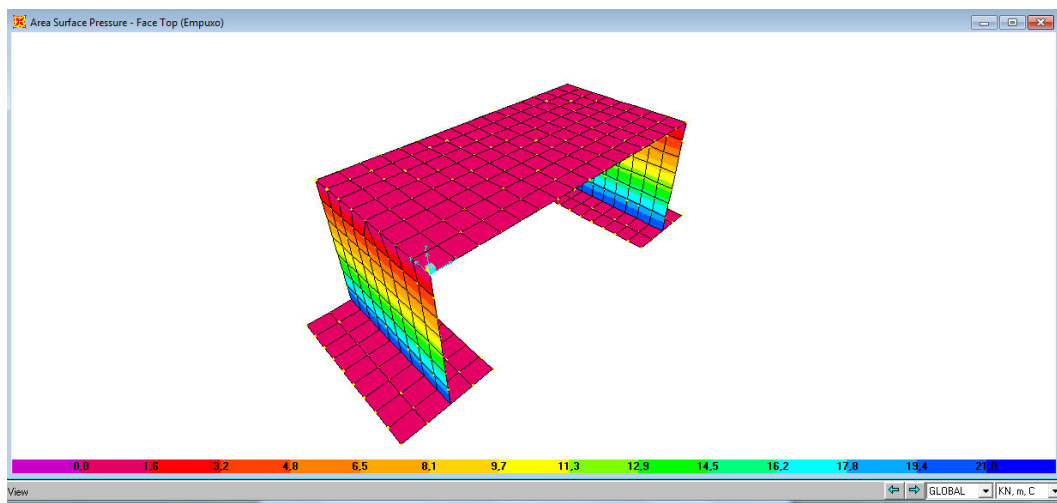 Area Surface Pressure - Face Top (Empuxo)
0,0 1,6 3,2 4,8 6,5 8,1 9,7 11,3 12,9 14,5 16,2 17,8 19,4 21,0
View GLOBAL KN, m, C